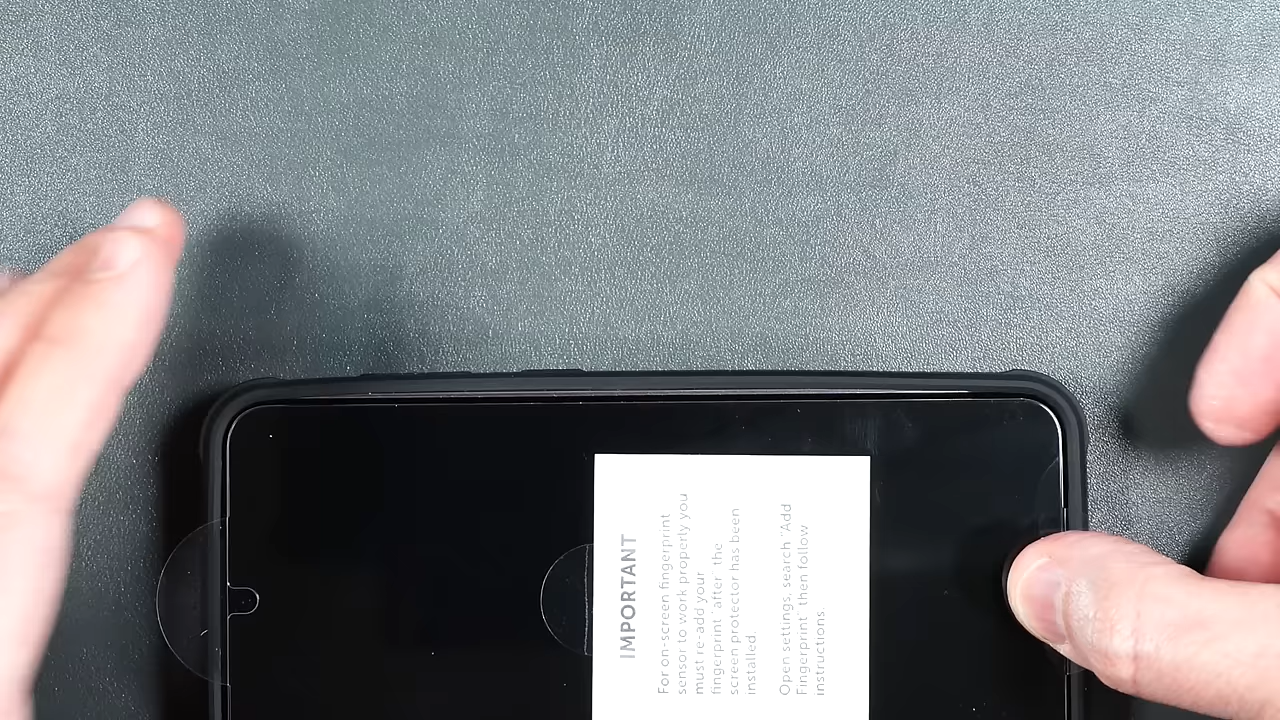 IMPORTANT
For on-screen fingerprint
sensor to work properly you
must re-add your
fingerprint *after* the
screen protector has been
installed.
Open settings, search "Add
Fingerprint" then follow
instructions